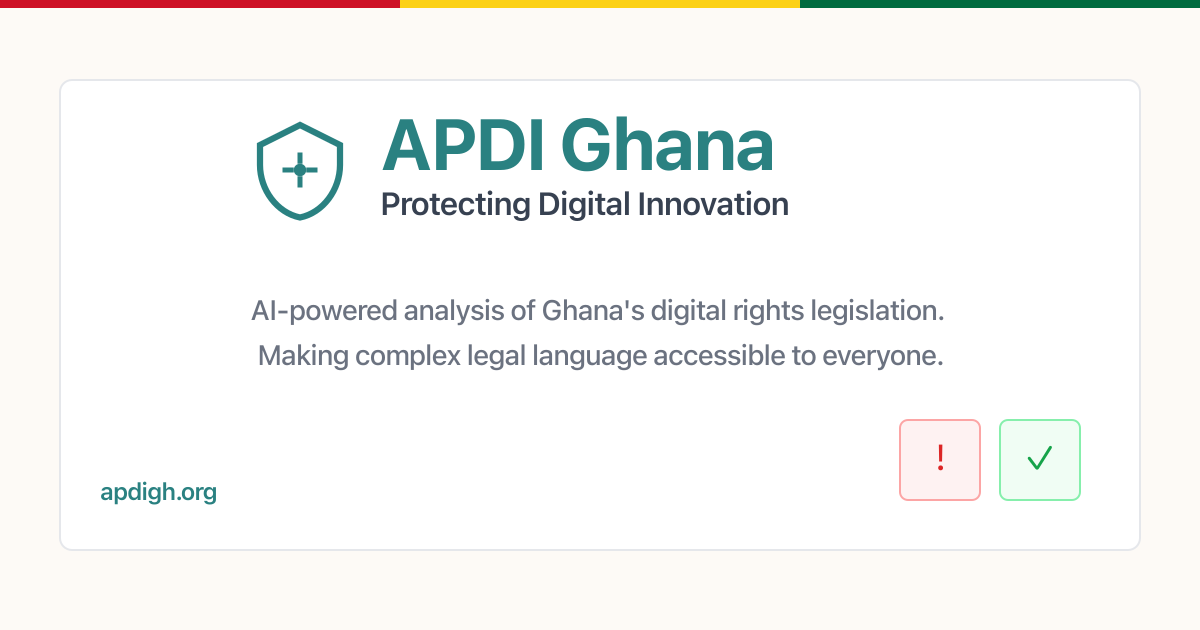 APDI Ghana
Protecting Digital Innovation
AI-powered analysis of Ghana's digital rights legislation.
Making complex legal language accessible to everyone.
!
✓
apdigh.org